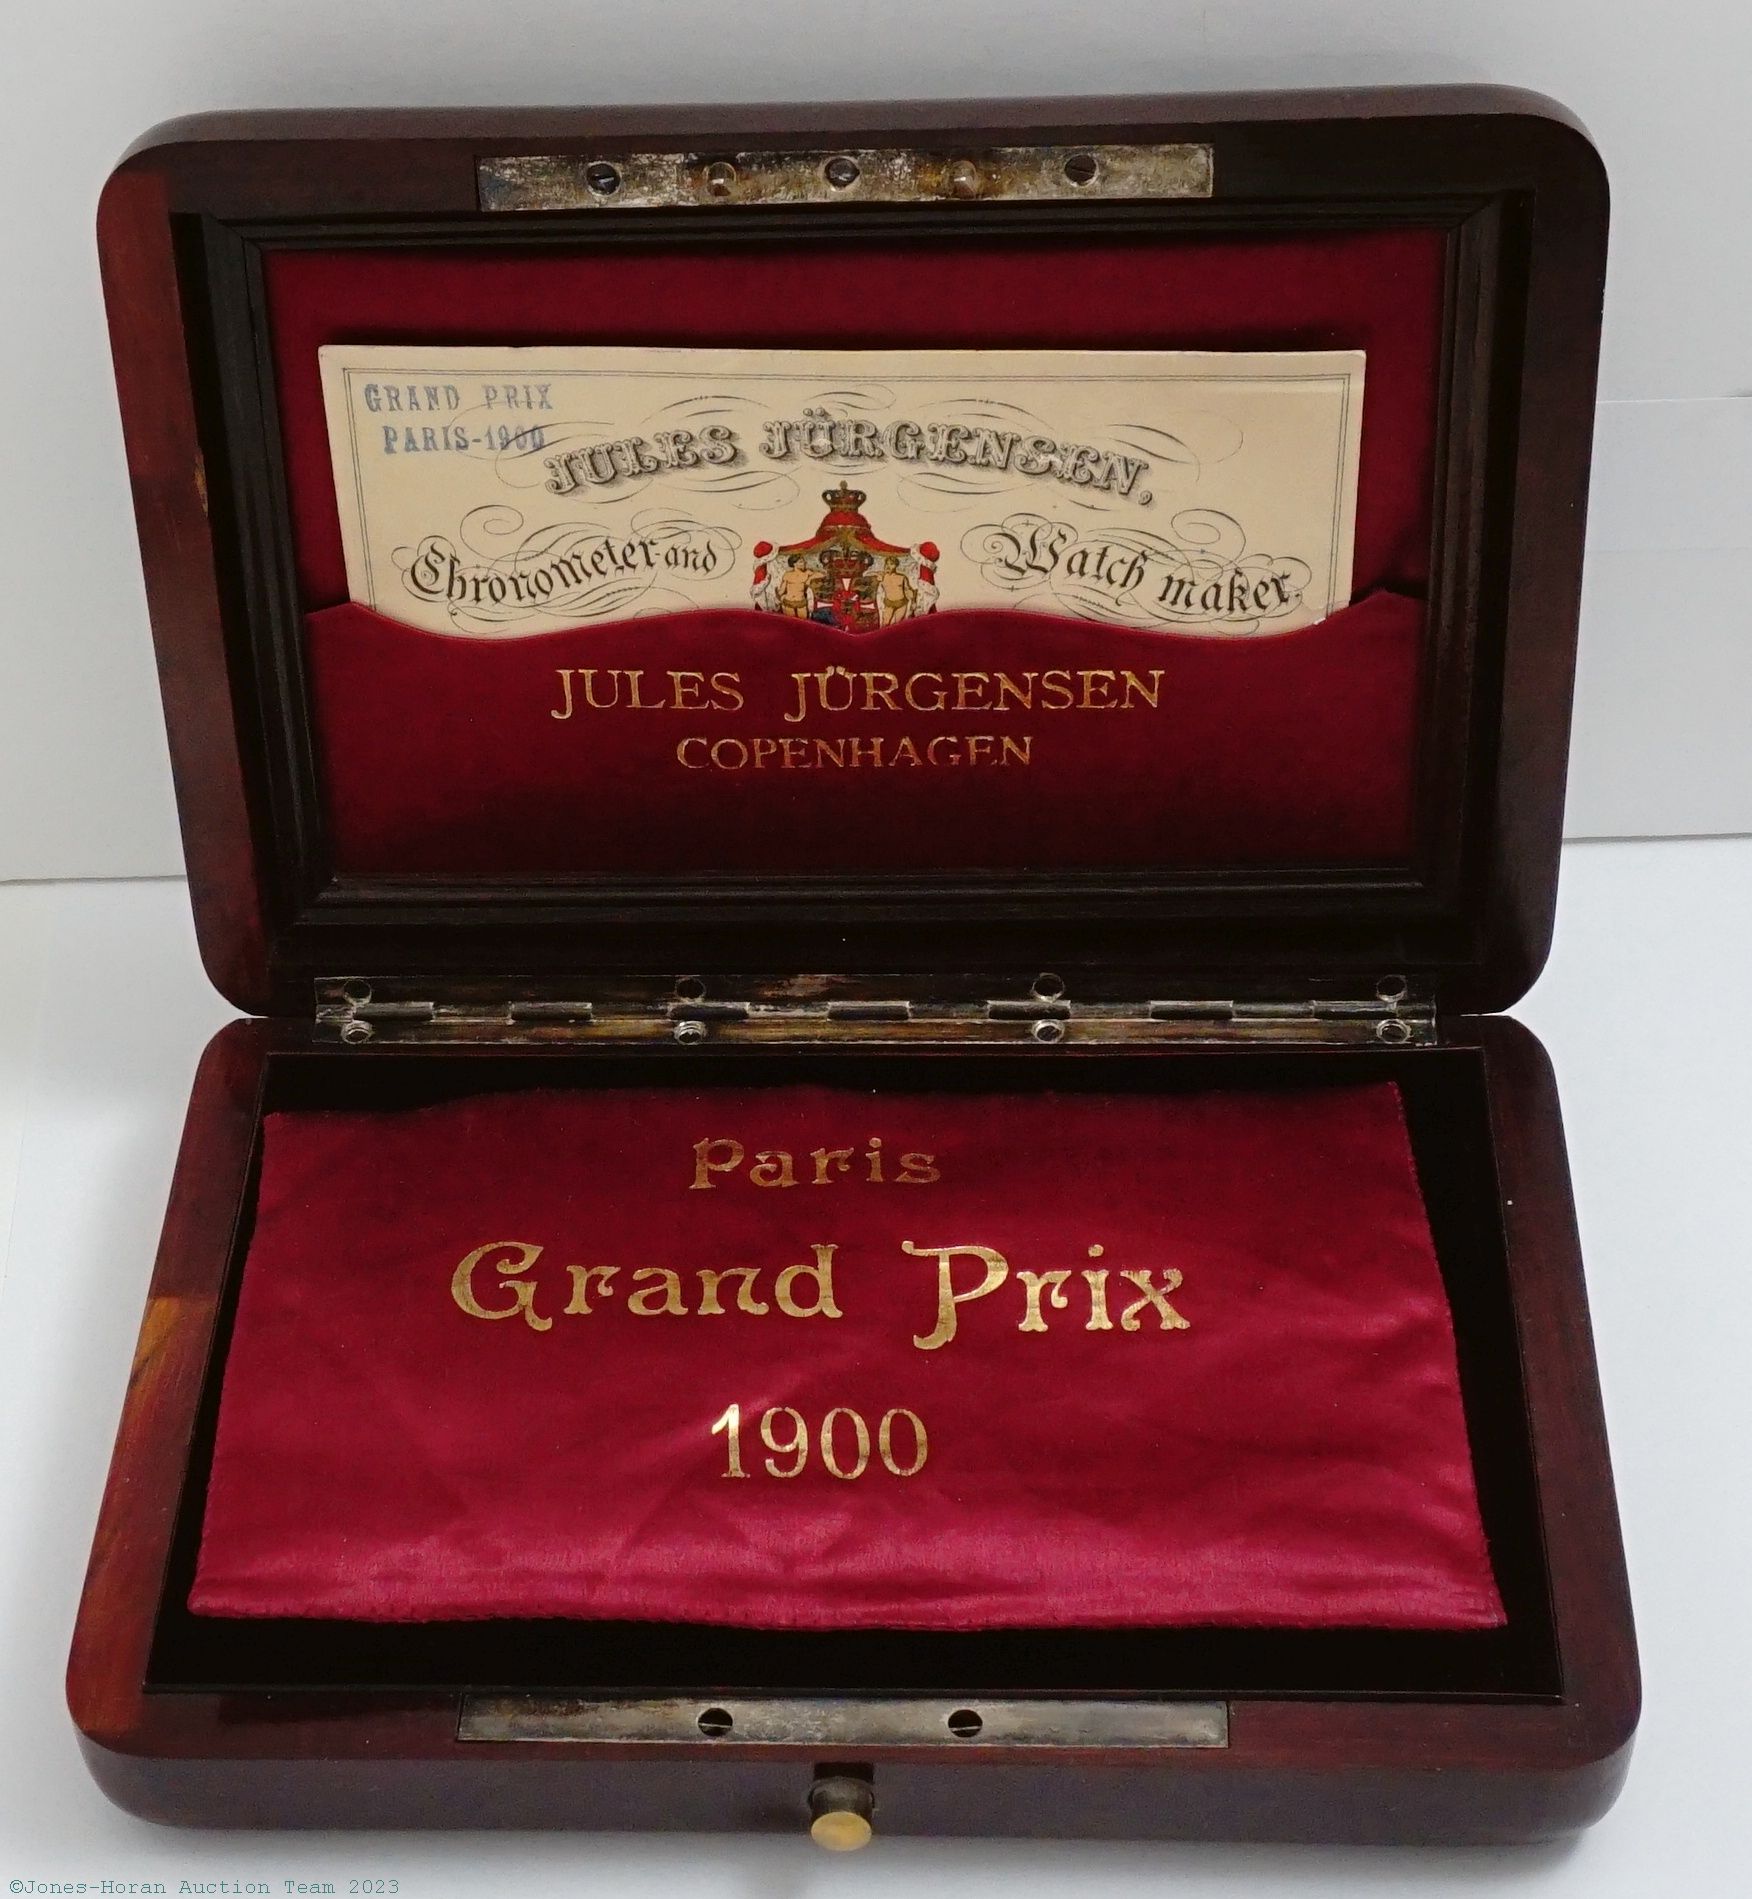 GRAND PRIX
PARIS-1900
JULES JÜRGENSEN,
Chronometer and Watch maker.
JULES JÜRGENSEN
COPENHAGEN
Paris
Grand Prix
1900
©Jones-Horan Auction Team 2023